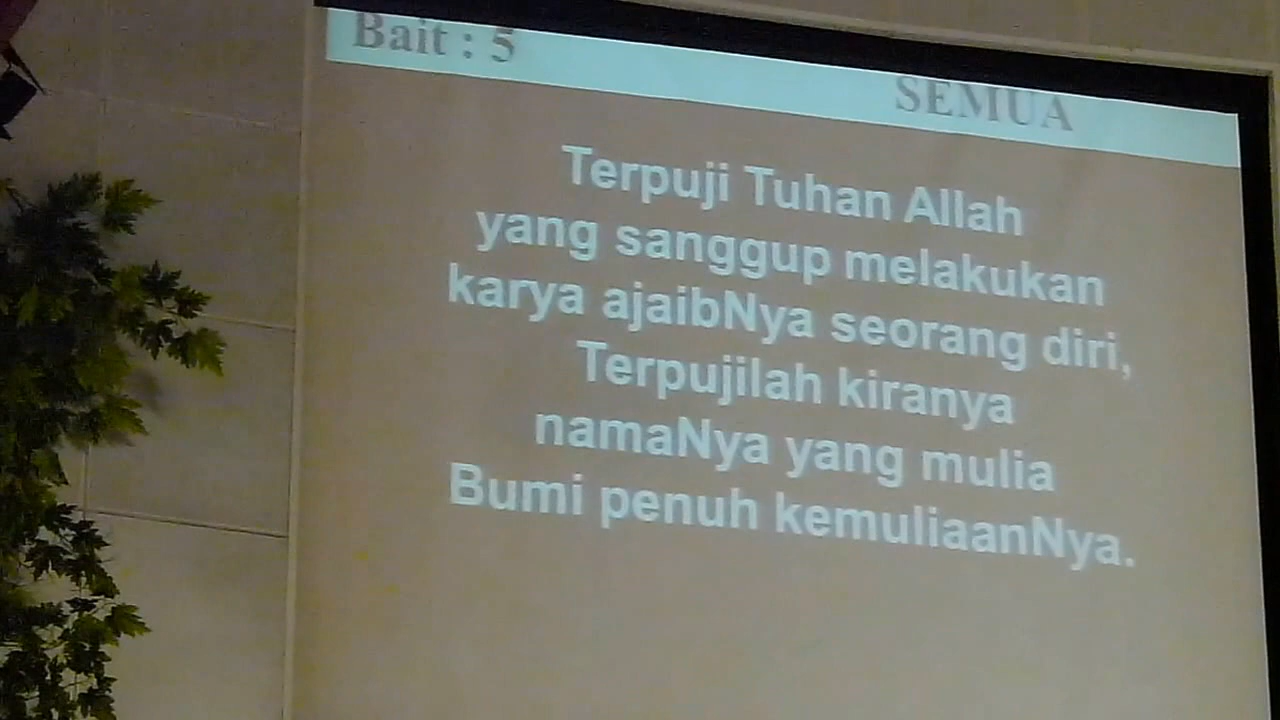 Bait : 5
SEMUA
Terpuji Tuhan Allah
yang sanggup melakukan
karya ajaibNya seorang diri,
Terpujilah kiranya
namaNya yang mulia
Bumi penuh kemuliaanNya.